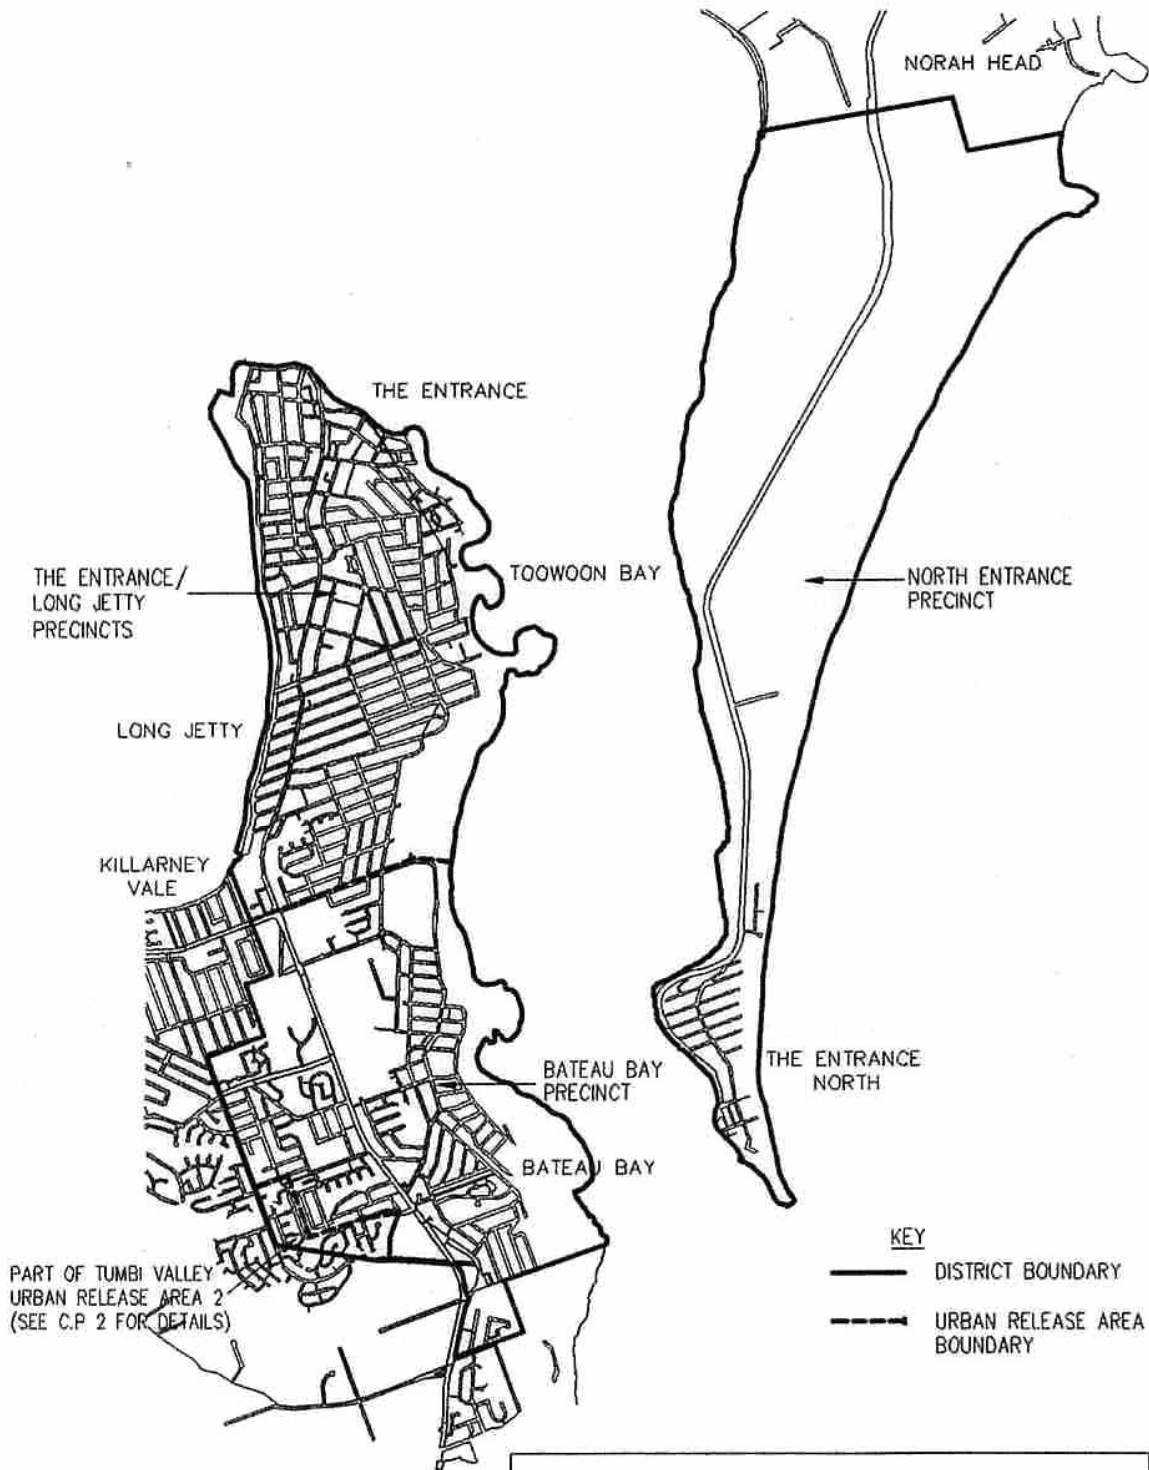 NORAH HEAD
THE ENTRANCE
THE ENTRANCE/
LONG JETTY
PRECINCTS
TOOWOON BAY
NORTH ENTRANCE
PRECINCT
LONG JETTY
KILLARNEY
VALE
BATEAU BAY
PRECINCT
THE ENTRANCE
NORTH
BATEAU BAY
PART OF TUMBI VALLEY
URBAN RELEASE AREA 2
(SEE C.P 2 FOR DETAILS)
KEY
DISTRICT BOUNDARY
URBAN RELEASE AREA
BOUNDARY